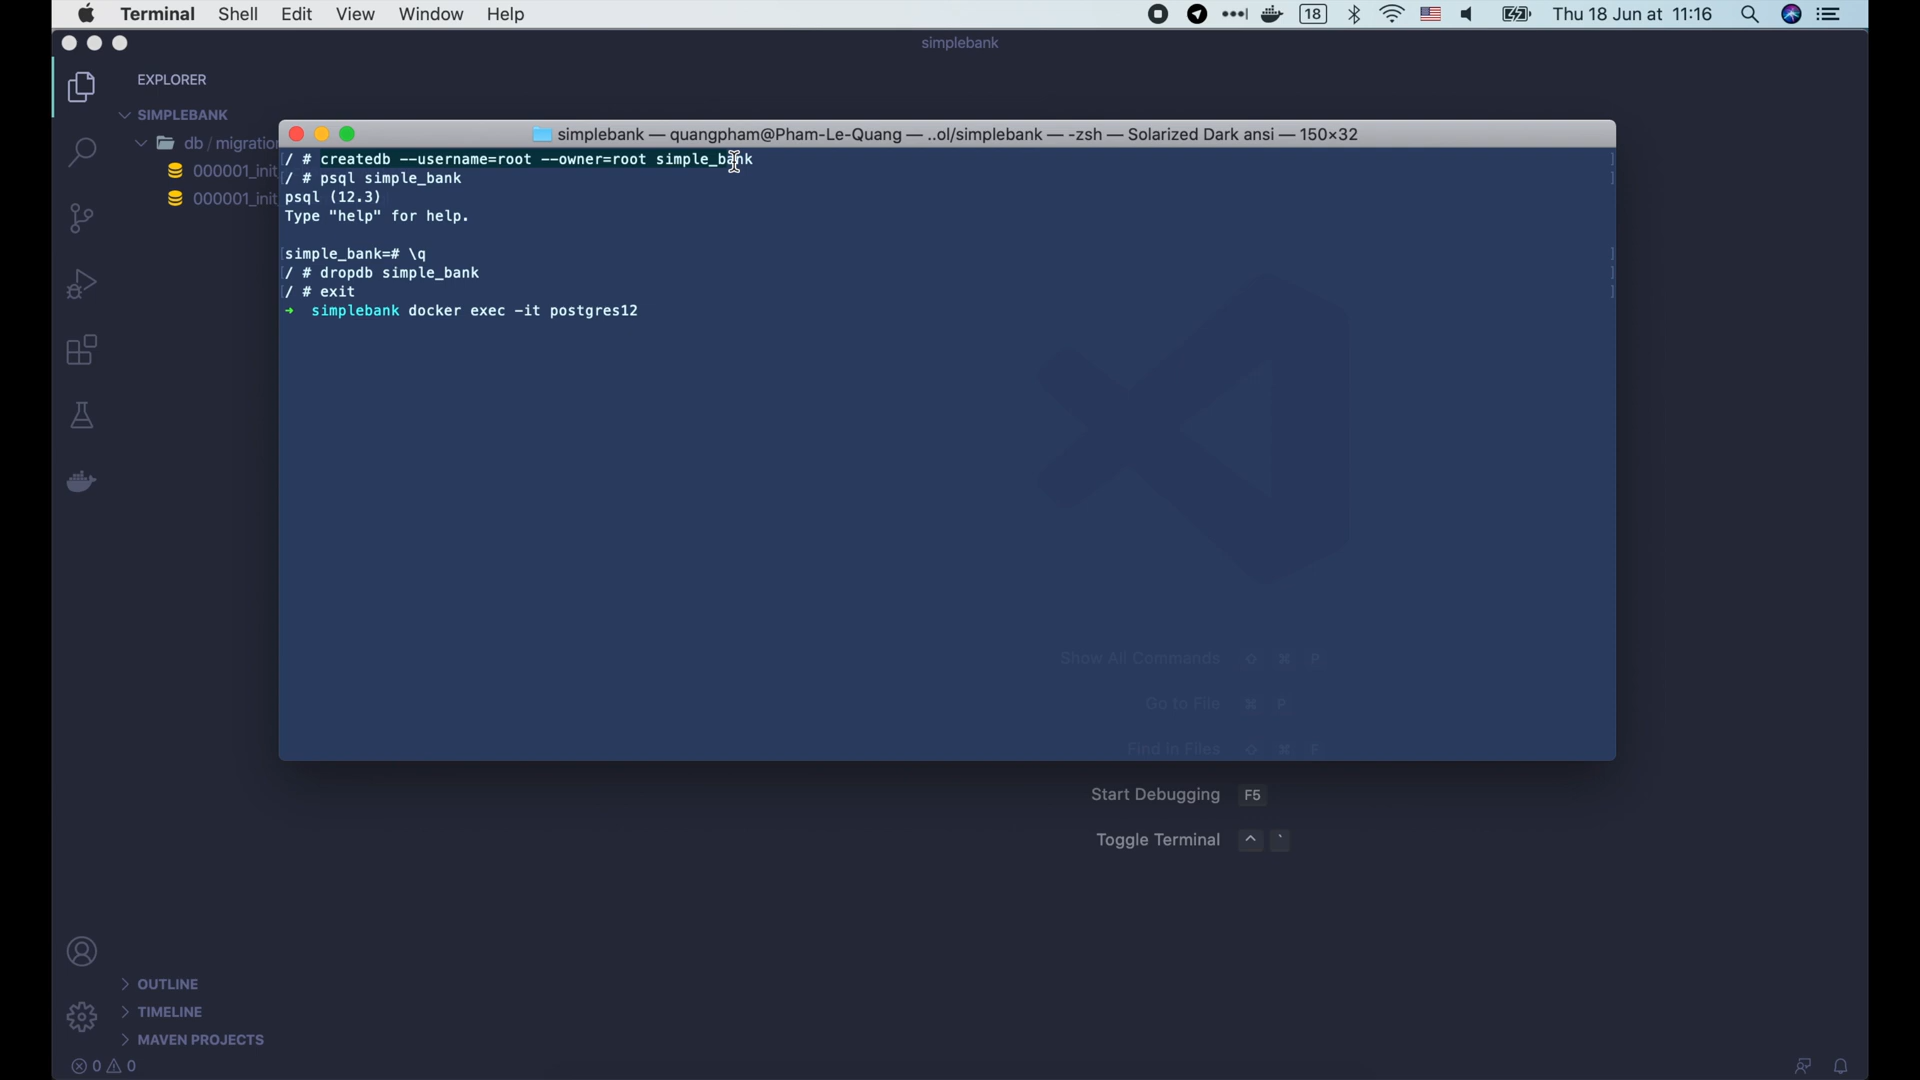 Terminal Shell Edit View Window Help
18
Thu 18 Jun at 11:16
simplebank
EXPLORER
SIMPLEBANK
db / migration
000001_init
000001_init
simplebank — quangpham@Pham-Le-Quang — ..ol/simplebank — -zsh — Solarized Dark ansi — 150×32
/ # createdb --username=root --owner=root simple_bank
/ # psql simple_bank
psql (12.3)
Type "help" for help.
simple_bank=# \q
/ # dropdb simple_bank
/ # exit
➜ simplebank docker exec -it postgres12
Show All Commands ⇧ ⌘ P
Go to File ⌘ P
Find in Files ⇧ ⌘ F
Start Debugging F5
Toggle Terminal ^ `
OUTLINE
TIMELINE
MAVEN PROJECTS
0 0